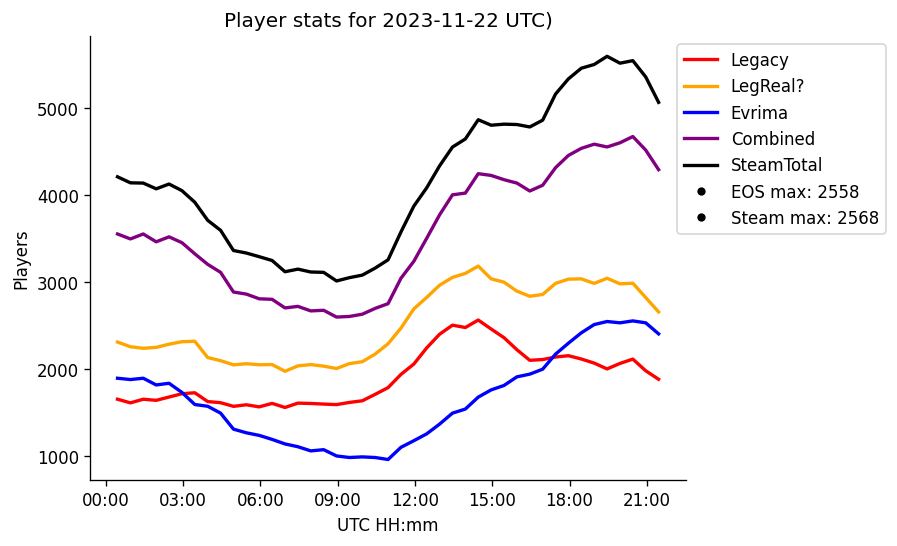 Player stats for 2023-11-22 UTC)
Legacy
LegReal?
Evrima
Combined
SteamTotal
EOS max: 2558
Steam max: 2568
Players
5000
4000
3000
2000
1000
00:00 03:00 06:00 09:00 12:00 15:00 18:00 21:00
UTC HH:mm